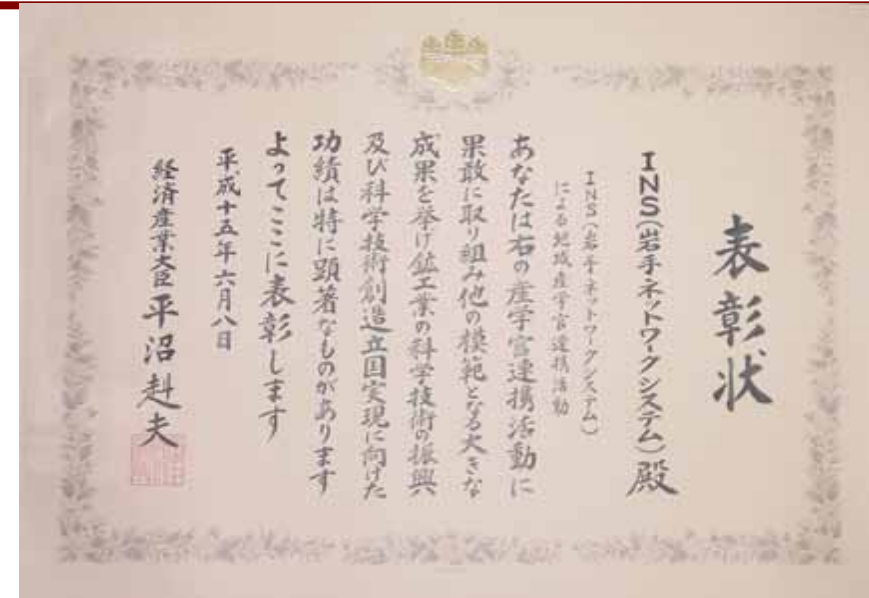 表彰状
INS(岩手ネットワークシステム)殿
INS(岩手ネットワークシステム)
による地域産学官連携活動
あなたは右の産学官連携活動に
果敢に取り組み他の模範となる大きな
成果を挙げ鉱工業の科学技術の振興
及び科学技術創造立国実現に向けた
功績は特に顕著なものがあります
よってここに表彰します
平成十五年六月八日
経済産業大臣 平沼赳夫